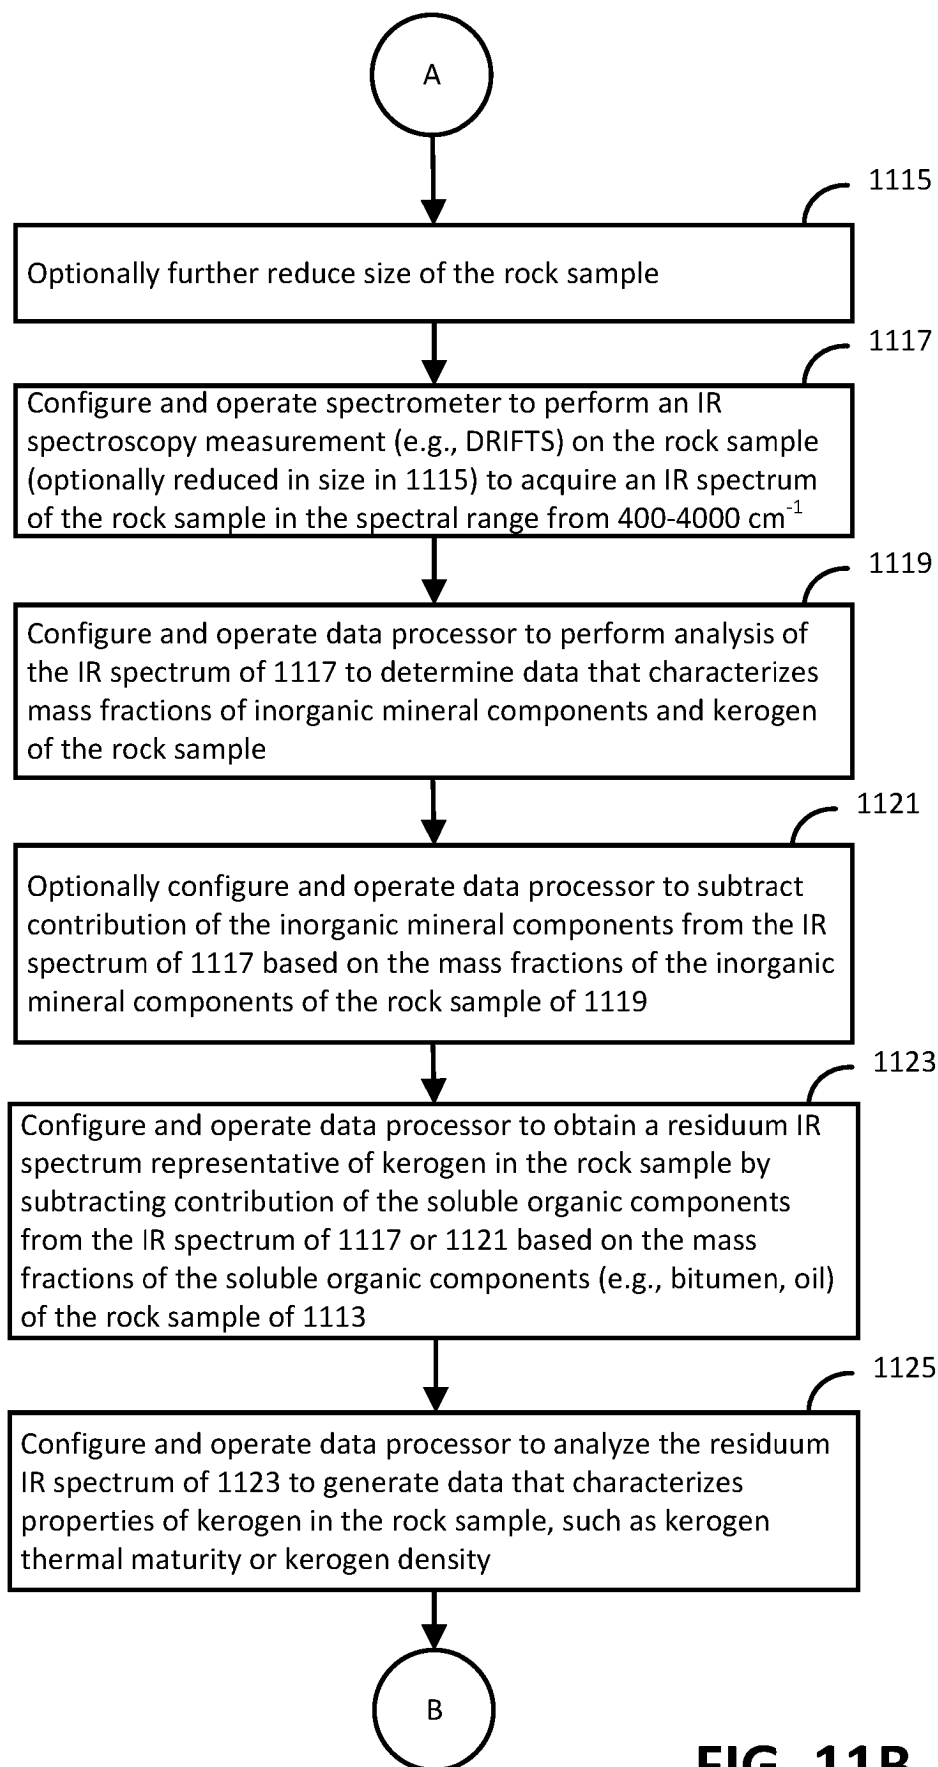 A
1115
Optionally further reduce size of the rock sample
1117
Configure and operate spectrometer to perform an IR
spectroscopy measurement (e.g., DRIFTS) on the rock sample
(optionally reduced in size in 1115) to acquire an IR spectrum
of the rock sample in the spectral range from 400-4000 cm⁻¹
1119
Configure and operate data processor to perform analysis of
the IR spectrum of 1117 to determine data that characterizes
mass fractions of inorganic mineral components and kerogen
of the rock sample
1121
Optionally configure and operate data processor to subtract
contribution of the inorganic mineral components from the IR
spectrum of 1117 based on the mass fractions of the inorganic
mineral components of the rock sample of 1119
1123
Configure and operate data processor to obtain a residuum IR
spectrum representative of kerogen in the rock sample by
subtracting contribution of the soluble organic components
from the IR spectrum of 1117 or 1121 based on the mass
fractions of the soluble organic components (e.g., bitumen, oil)
of the rock sample of 1113
1125
Configure and operate data processor to analyze the residuum
IR spectrum of 1123 to generate data that characterizes
properties of kerogen in the rock sample, such as kerogen
thermal maturity or kerogen density
B
FIG. 11B